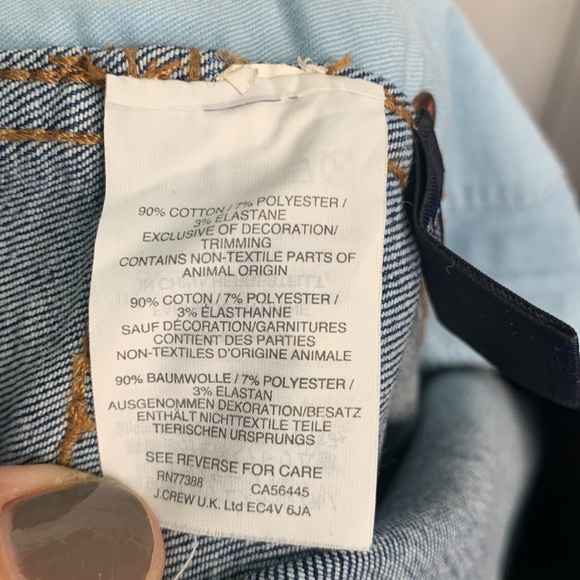 90% COTTON / 7% POLYESTER /
3% ELASTANE
EXCLUSIVE OF DECORATION/
TRIMMING
CONTAINS NON-TEXTILE PARTS OF
ANIMAL ORIGIN
90% COTON / 7% POLYESTER /
3% ÉLASTHANNE
SAUF DÉCORATION/GARNITURES
CONTIENT DES PARTIES
NON-TEXTILES D'ORIGINE ANIMALE
90% BAUMWOLLE / 7% POLYESTER /
3% ELASTAN
AUSGENOMMEN DEKORATION/BESATZ
ENTHÄLT NICHTTEXTILE TEILE
TIERISCHEN URSPRUNGS
SEE REVERSE FOR CARE
RN77388 CA56445
J.CREW U.K. Ltd EC4V 6JA